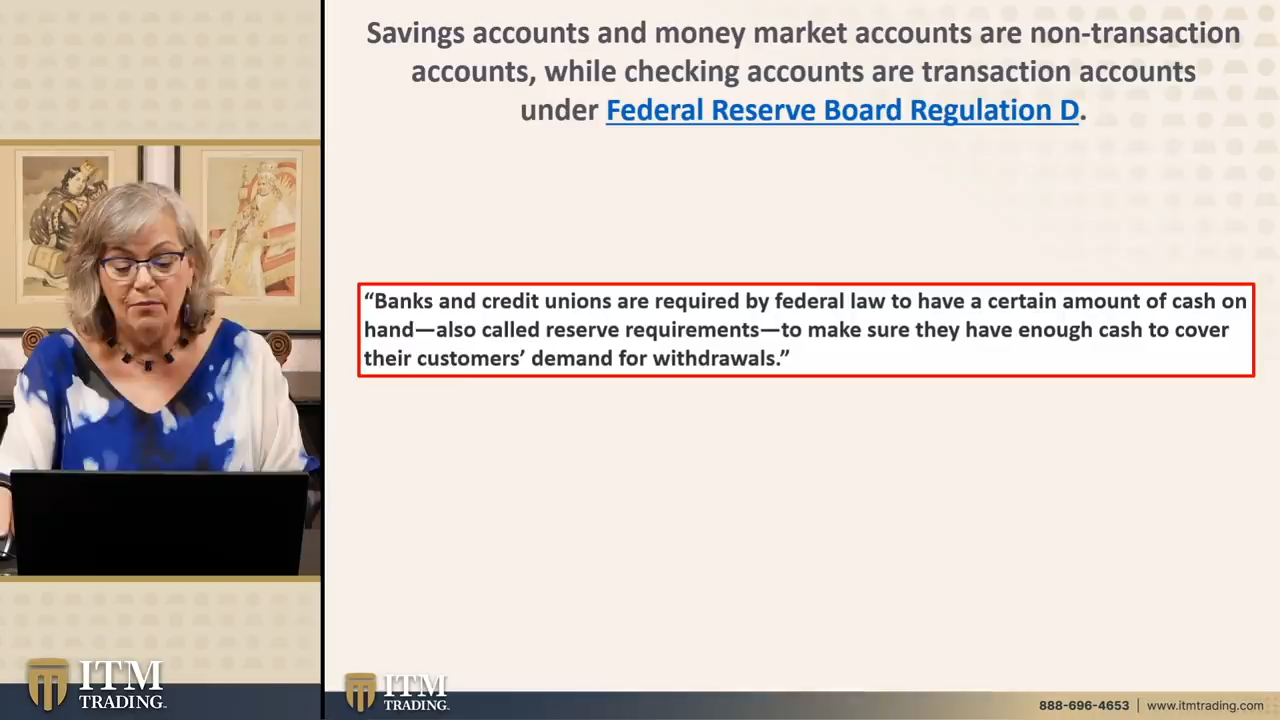 Savings accounts and money market accounts are non-transaction
accounts, while checking accounts are transaction accounts
under Federal Reserve Board Regulation D.
“Banks and credit unions are required by federal law to have a certain amount of cash on
hand—also called reserve requirements—to make sure they have enough cash to cover
their customers’ demand for withdrawals.”
ITM
TRADING
ITM
TRADING
888-696-4653 | www.itmtrading.com